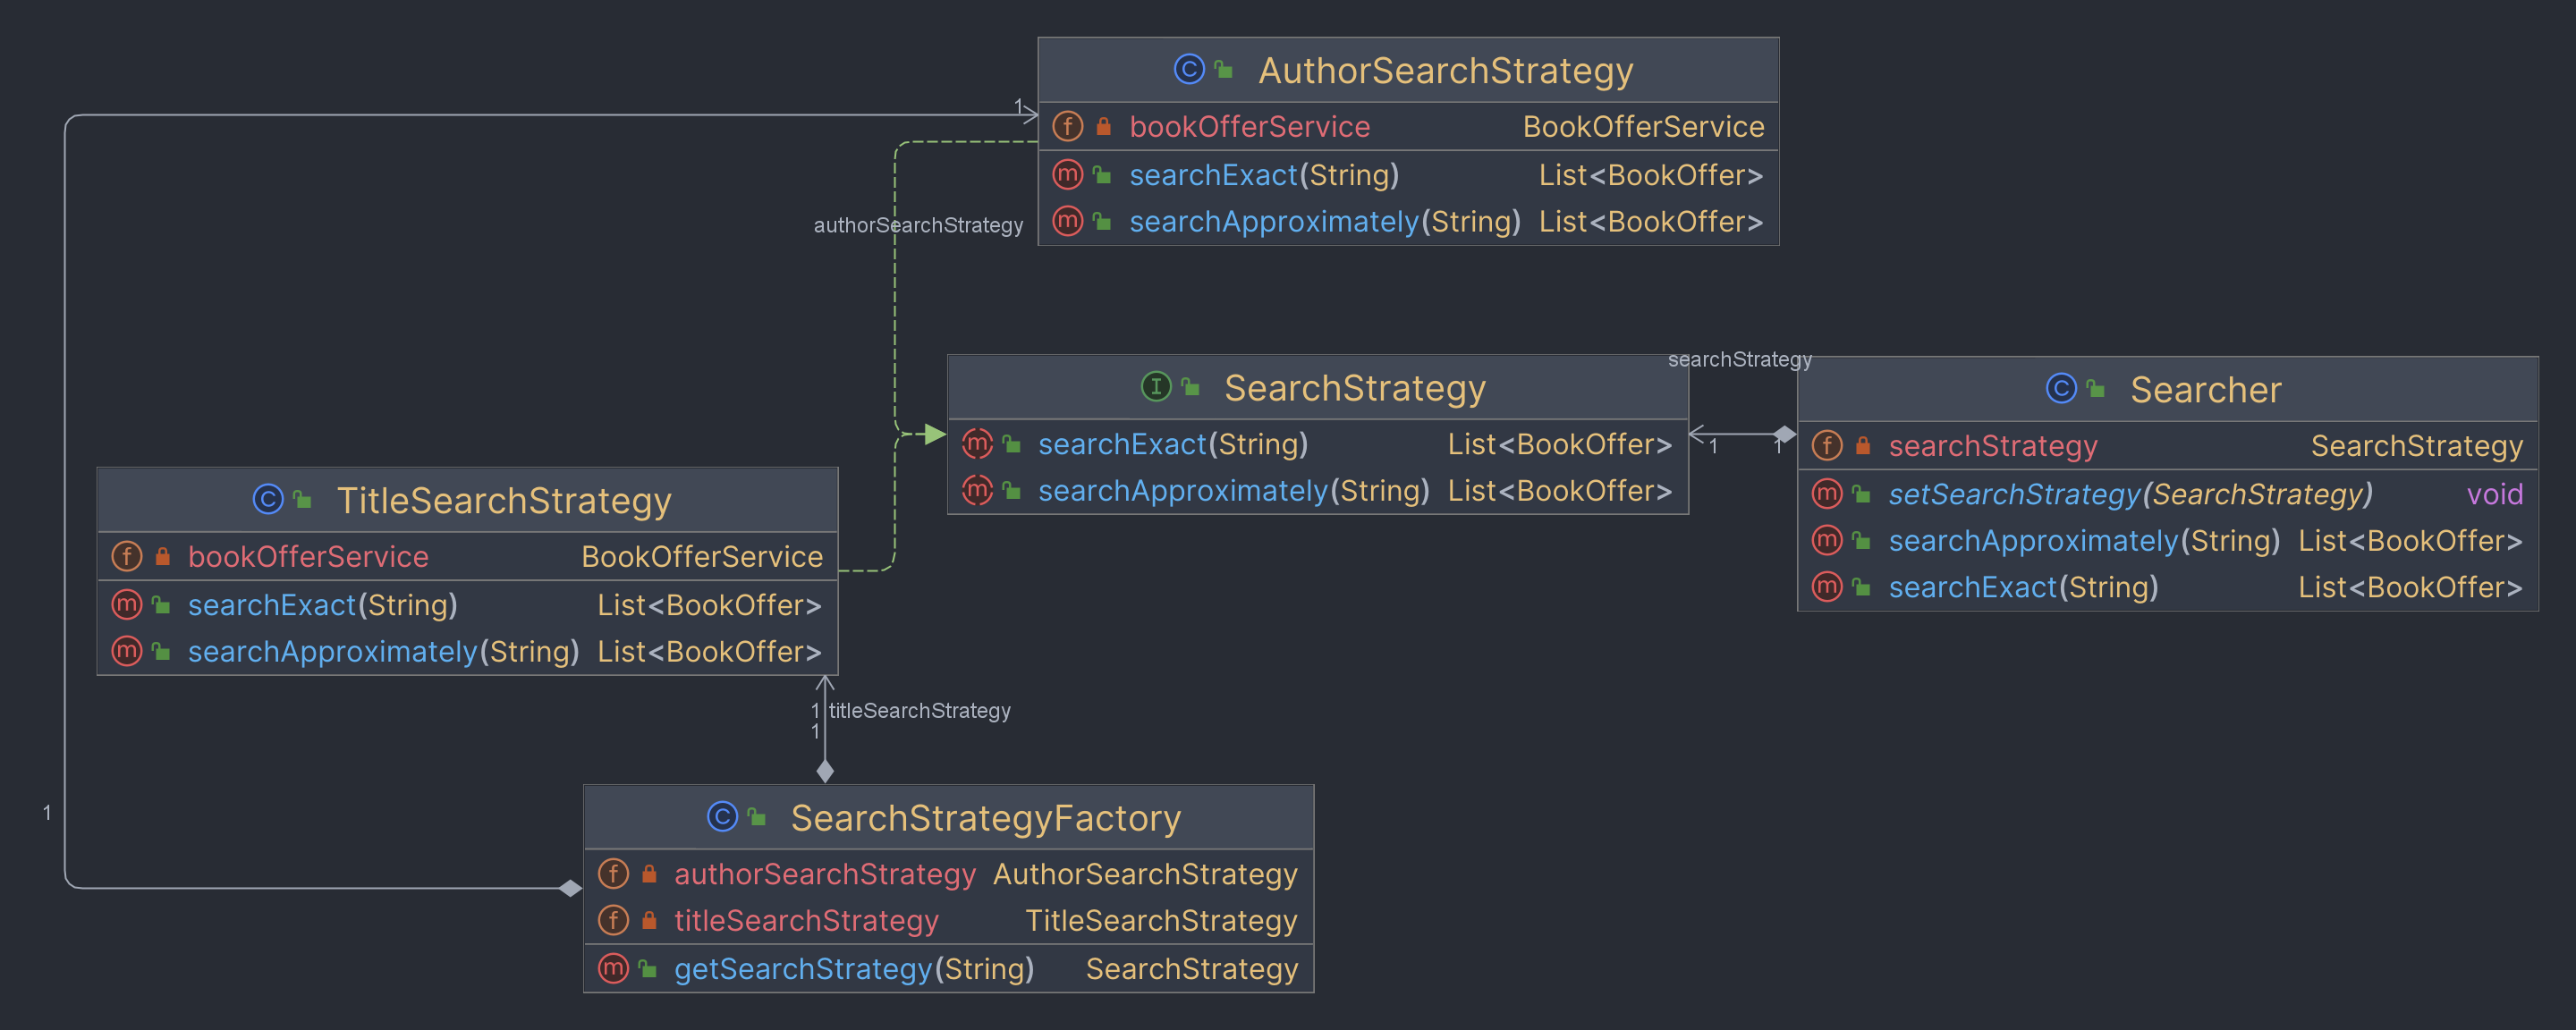 AuthorSearchStrategy
1
bookOfferService BookOfferService
searchExact(String) List<BookOffer>
searchApproximately(String) List<BookOffer>
authorSearchStrategy
searchStrategy
SearchStrategy
searchExact(String) List<BookOffer>
searchApproximately(String) List<BookOffer>
1 1
Searcher
searchStrategy SearchStrategy
setSearchStrategy(SearchStrategy) void
searchApproximately(String) List<BookOffer>
searchExact(String) List<BookOffer>
TitleSearchStrategy
bookOfferService BookOfferService
searchExact(String) List<BookOffer>
searchApproximately(String) List<BookOffer>
1 titleSearchStrategy
1
1
SearchStrategyFactory
authorSearchStrategy AuthorSearchStrategy
titleSearchStrategy TitleSearchStrategy
getSearchStrategy(String) SearchStrategy